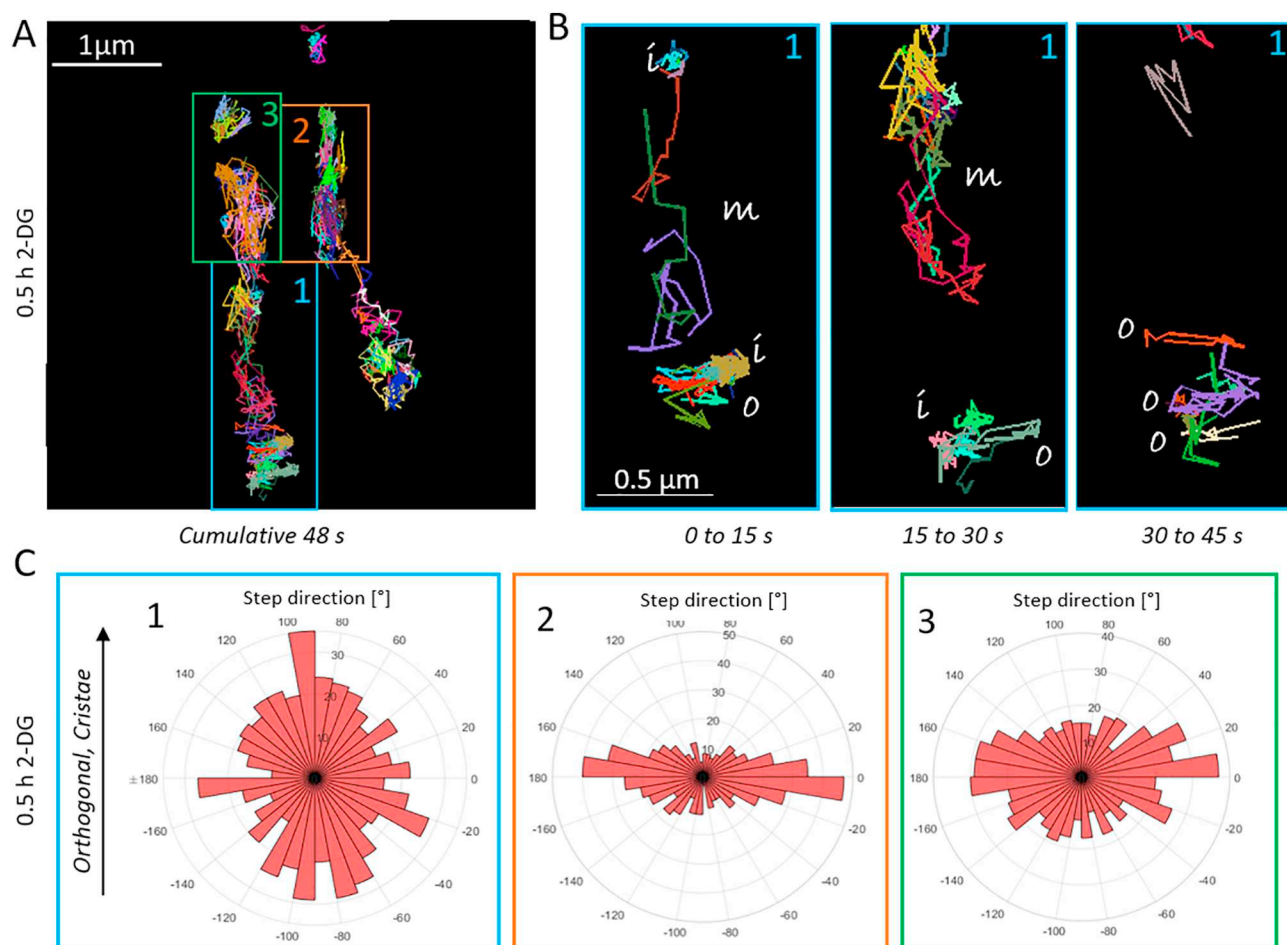 A
1μm
3
2
1
0.5 h 2-DG
Cumulative 48 s
B
1
i
m
i
o
0.5 μm
0 to 15 s
1
m
i
o
15 to 30 s
1
o
o
o
30 to 45 s
C
0.5 h 2-DG
Orthogonal, Cristae
1
Step direction [°]
100 80
120 60
140 40
160 20
±180 0
-160 -20
-140 -40
-120 -60
-100 -80
10
20
30
2
Step direction [°]
100 80
120 60
140 40
160 20
180 0
-160 -20
-140 -40
-120 -60
-100 -80
10
20
30
40
50
3
Step direction [°]
100 80
120 60
140 40
160 20
180 0
-160 -20
-140 -40
-120 -60
-100 -80
10
20
30
40